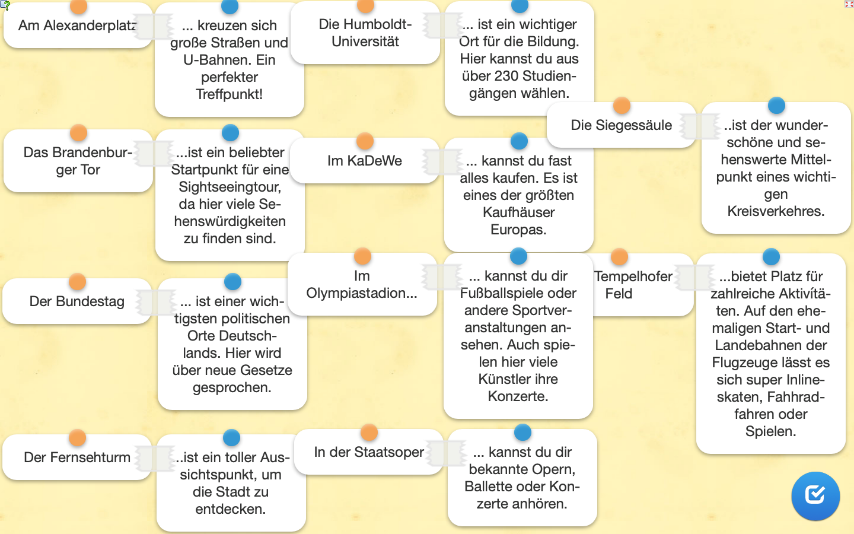 Am Alexanderplatz
... kreuzen sich
große Straßen und
U-Bahnen. Ein
perfekter
Treffpunkt!
Die Humboldt-
Universität
... ist ein wichtiger
Ort für die Bildung.
Hier kannst du aus
über 230 Studien-
gängen wählen.
Die Siegessäule
..ist der wunder-
schöne und se-
henswerte Mittel-
punkt eines wichti-
gen
Kreisverkehres.
Das Brandenbur-
ger Tor
...ist ein beliebter
Startpunkt für eine
Sightseeingtour,
da hier viele Se-
henswürdigkeiten
zu finden sind.
Im KaDeWe
... kannst du fast
alles kaufen. Es ist
eines der größten
Kaufhäuser
Europas.
Der Bundestag
... ist einer wich-
tigsten politischen
Orte Deutsch-
lands. Hier wird
über neue Gesetze
gesprochen.
Im
Olympiastadion...
... kannst du dir
Fußballspiele oder
andere Sportver-
anstaltungen an-
sehen. Auch spie-
len hier viele
Künstler ihre
Konzerte.
Tempelhofer
Feld
...bietet Platz für
zahlreiche Aktivitä-
ten. Auf den ehe-
maligen Start- und
Landebahnen der
Flugzeuge lässt es
sich super Inline-
skaten, Fahhrad-
fahren oder
Spielen.
Der Fernsehturm
...ist ein toller Aus-
sichtspunkt, um
die Stadt zu
entdecken.
In der Staatsoper
... kannst du dir
bekannte Opern,
Ballette oder Kon-
zerte anhören.